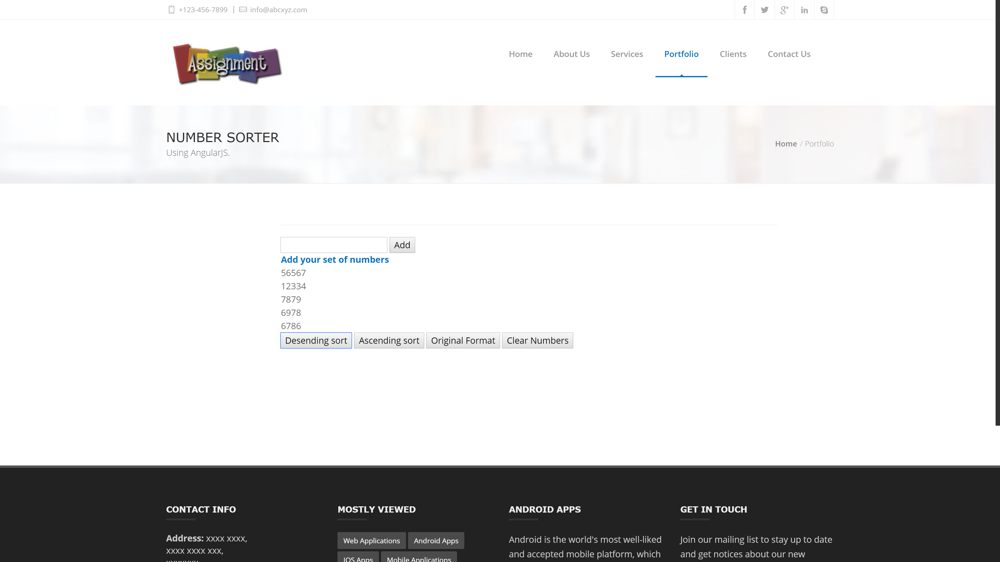 +123-456-7899 | info@abcxyz.com
Assignment
Home About Us Services Portfolio Clients Contact Us
NUMBER SORTER
Using AngularJS.
Home / Portfolio
Add
Add your set of numbers
56567
12334
7879
6978
6786
Desending sort Ascending sort Original Format Clear Numbers
CONTACT INFO
Address: xxxx xxxx,
xxxx xxxx xxx,
MOSTLY VIEWED
Web Applications Android Apps
IOS Apps Mobile Applications
ANDROID APPS
Android is the world's most well-liked
and accepted mobile platform, which
GET IN TOUCH
Join our mailing list to stay up to date
and get notices about our new